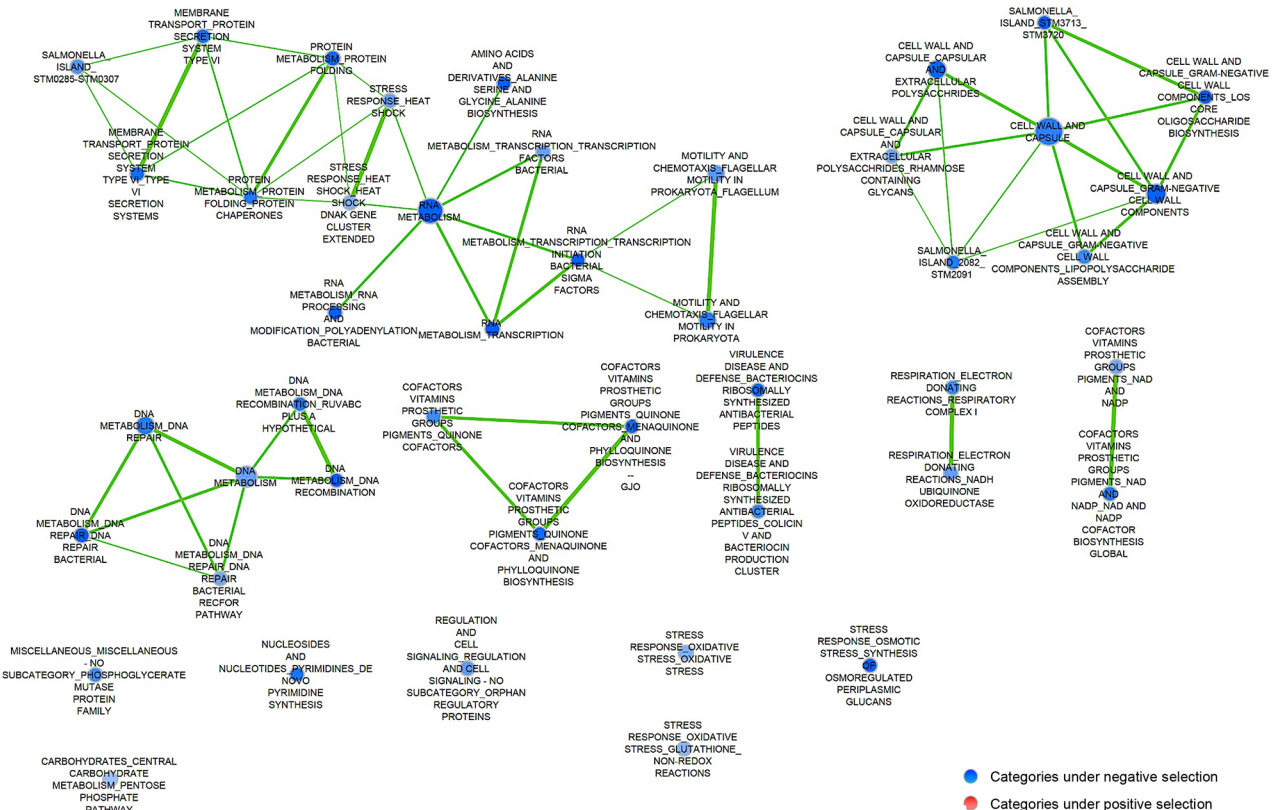 MEMBRANE
TRANSPORT_PROTEIN
SECRETION
SYSTEM
TYPE VI
SALMONELLA_
ISLAND_
STM0285-STM0307
PROTEIN
METABOLISM_PROTEIN
FOLDING
STRESS
RESPONSE_HEAT
SHOCK
AMINO ACIDS
AND
DERIVATIVES_ALANINE
SERINE AND
GLYCINE_ALANINE
BIOSYNTHESIS
MEMBRANE
TRANSPORT_PROTEIN
SECRETION
SYSTEM
TYPE VI_TYPE
VI
SECRETION
SYSTEMS
PROTEIN
METABOLISM_PROTEIN
FOLDING_PROTEIN
CHAPERONES
STRESS
RESPONSE_HEAT
SHOCK_HEAT
SHOCK
DNAK GENE
CLUSTER
EXTENDED
RNA
METABOLISM
RNA
METABOLISM_TRANSCRIPTION_TRANSCRIPTION
FACTORS
BACTERIAL
RNA
METABOLISM_TRANSCRIPTION_TRANSCRIPTION
INITIATION
BACTERIAL
SIGMA
FACTORS
MOTILITY AND
CHEMOTAXIS_FLAGELLAR
MOTILITY IN
PROKARYOTA_FLAGELLUM
RNA
METABOLISM_RNA
PROCESSING
AND
MODIFICATION_POLYADENYLATION
BACTERIAL
RNA
METABOLISM_TRANSCRIPTION
MOTILITY AND
CHEMOTAXIS_FLAGELLAR
MOTILITY IN
PROKARYOTA
SALMONELLA_
ISLAND_STM3713_
STM3720
CELL WALL AND
CAPSULE_CAPSULAR
AND
EXTRACELLULAR
POLYSACCHRIDES
CELL WALL AND
CAPSULE_GRAM-NEGATIVE
CELL WALL
COMPONENTS_LOS
CORE
OLIGOSACCHARIDE
BIOSYNTHESIS
CELL WALL AND
CAPSULE_CAPSULAR
AND
EXTRACELLULAR
POLYSACCHRIDES_RHAMNOSE
CONTAINING
GLYCANS
CELL WALL AND
CAPSULE
CELL WALL AND
CAPSULE_GRAM-NEGATIVE
CELL WALL
COMPONENTS
SALMONELLA_
ISLAND_2082_
STM2091
CELL WALL AND
CAPSULE_GRAM-NEGATIVE
CELL WALL
COMPONENTS_LIPOPOLYSACCHARIDE
ASSEMBLY
DNA
METABOLISM_DNA
REPAIR
DNA
METABOLISM_DNA
RECOMBINATION_RUVABC
PLUS A
HYPOTHETICAL
DNA
METABOLISM
DNA
METABOLISM_DNA
RECOMBINATION
DNA
METABOLISM_DNA
REPAIR_DNA
REPAIR
BACTERIAL
DNA
METABOLISM_DNA
REPAIR_DNA
REPAIR
BACTERIAL
RECFOR
PATHWAY
COFACTORS
VITAMINS
PROSTHETIC
GROUPS
PIGMENTS_QUINONE
COFACTORS
COFACTORS
VITAMINS
PROSTHETIC
GROUPS
PIGMENTS_QUINONE
COFACTORS_MENAQUINONE
AND
PHYLLOQUINONE
BIOSYNTHESIS
--
GJO
COFACTORS
VITAMINS
PROSTHETIC
GROUPS
PIGMENTS_QUINONE
COFACTORS_MENAQUINONE
AND
PHYLLOQUINONE
BIOSYNTHESIS
VIRULENCE
DISEASE AND
DEFENSE_BACTERIOCINS
RIBOSOMALLY
SYNTHESIZED
ANTIBACTERIAL
PEPTIDES
VIRULENCE
DISEASE AND
DEFENSE_BACTERIOCINS
RIBOSOMALLY
SYNTHESIZED
ANTIBACTERIAL
PEPTIDES_COLICIN
V AND
BACTERIOCIN
PRODUCTION
CLUSTER
RESPIRATION_ELECTRON
DONATING
REACTIONS_RESPIRATORY
COMPLEX I
RESPIRATION_ELECTRON
DONATING
REACTIONS_NADH
UBIQUINONE
OXIDOREDUCTASE
COFACTORS
VITAMINS
PROSTHETIC
GROUPS
PIGMENTS_NAD
AND
NADP
COFACTORS
VITAMINS
PROSTHETIC
GROUPS
PIGMENTS_NAD
AND
NADP_NAD AND
NADP
COFACTOR
BIOSYNTHESIS
GLOBAL
MISCELLANEOUS_MISCELLANEOUS
- NO
SUBCATEGORY_PHOSPHOGLYCERATE
MUTASE
PROTEIN
FAMILY
NUCLEOSIDES
AND
NUCLEOTIDES_PYRIMIDINES_DE
NOVO
PYRIMIDINE
SYNTHESIS
REGULATION
AND
CELL
SIGNALING_REGULATION
AND CELL
SIGNALING - NO
SUBCATEGORY_ORPHAN
REGULATORY
PROTEINS
STRESS
RESPONSE_OXIDATIVE
STRESS_OXIDATIVE
STRESS
STRESS
RESPONSE_OSMOTIC
STRESS_SYNTHESIS
OF
OSMOREGULATED
PERIPLASMIC
GLUCANS
STRESS
RESPONSE_OXIDATIVE
STRESS_GLUTATHIONE_
NON-REDOX
REACTIONS
CARBOHYDRATES_CENTRAL
CARBOHYDRATE
METABOLISM_PENTOSE
PHOSPHATE
PATHWAY
Categories under negative selection
Categories under positive selection